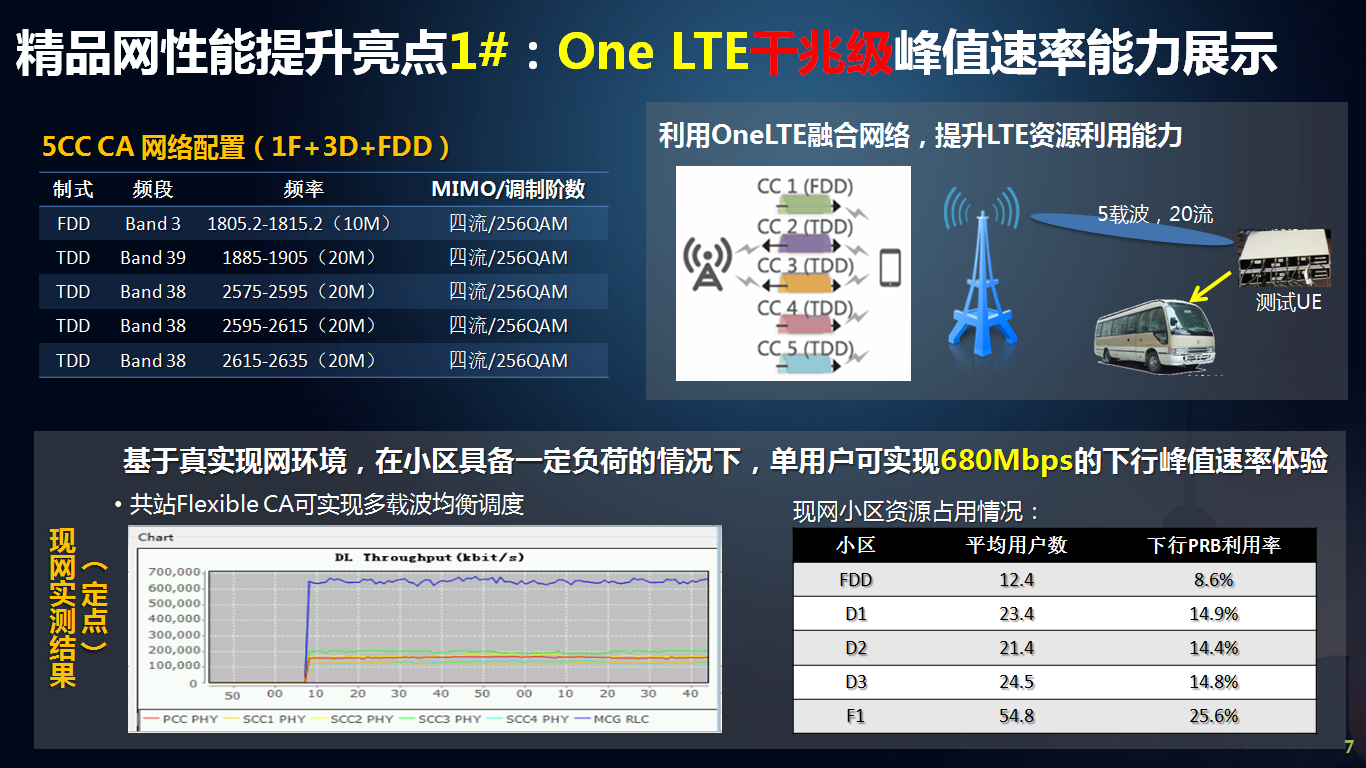 精品网性能提升亮点1#：One LTE千兆级峰值速率能力展示
5CC CA 网络配置（1F+3D+FDD）
制式 频段 频率 MIMO/调制阶数
FDD Band 3 1805.2-1815.2（10M） 四流/256QAM
TDD Band 39 1885-1905（20M） 四流/256QAM
TDD Band 38 2575-2595（20M） 四流/256QAM
TDD Band 38 2595-2615（20M） 四流/256QAM
TDD Band 38 2615-2635（20M） 四流/256QAM
利用OneLTE融合网络，提升LTE资源利用能力
CC 1 (FDD)
CC 2 (TDD)
CC 3 (TDD)
CC 4 (TDD)
CC 5 (TDD)
5载波，20流
测试UE
基于真实现网环境，在小区具备一定负荷的情况下，单用户可实现680Mbps的下行峰值速率体验
• 共站Flexible CA可实现多载波均衡调度
现网实测结果
（定点）
Chart
DL Throughput(kbit/s)
700,000
600,000
500,000
400,000
300,000
200,000
100,000
0
50 00 10 20 30 40 50 00 10 20 30 40
PCC PHY SCC1 PHY SCC2 PHY SCC3 PHY SCC4 PHY MCG RLC
现网小区资源占用情况：
小区 平均用户数 下行PRB利用率
FDD 12.4 8.6%
D1 23.4 14.9%
D2 21.4 14.4%
D3 24.5 14.8%
F1 54.8 25.6%
7